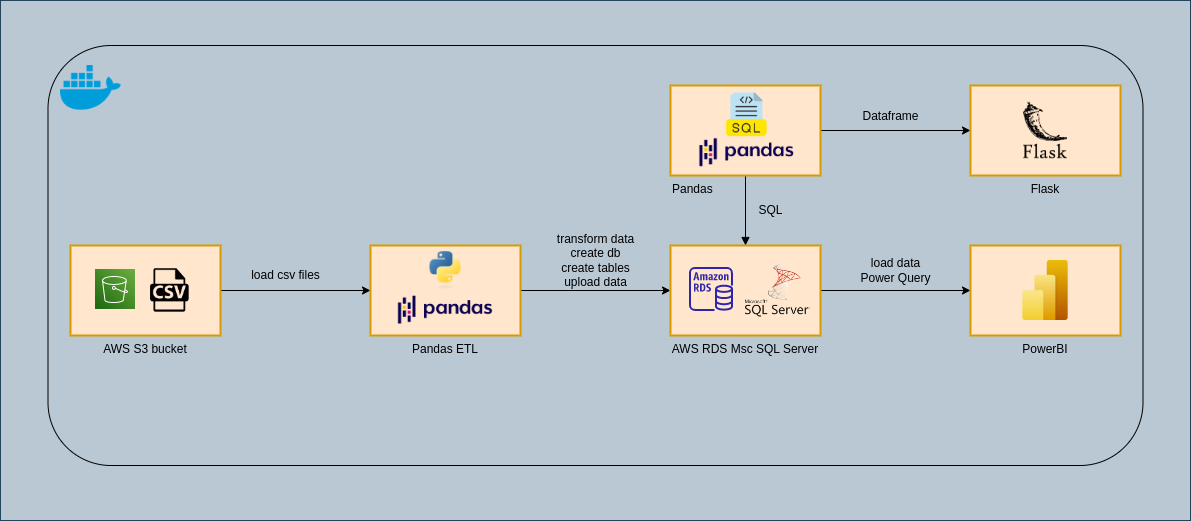 </>
SQL
pandas
Pandas
Dataframe
Flask
Flask
SQL
CSV
AWS S3 bucket
load csv files
pandas
Pandas ETL
transform data
create db
create tables
upload data
Amazon
RDS
Microsoft
SQL Server
AWS RDS Msc SQL Server
load data
Power Query
PowerBI